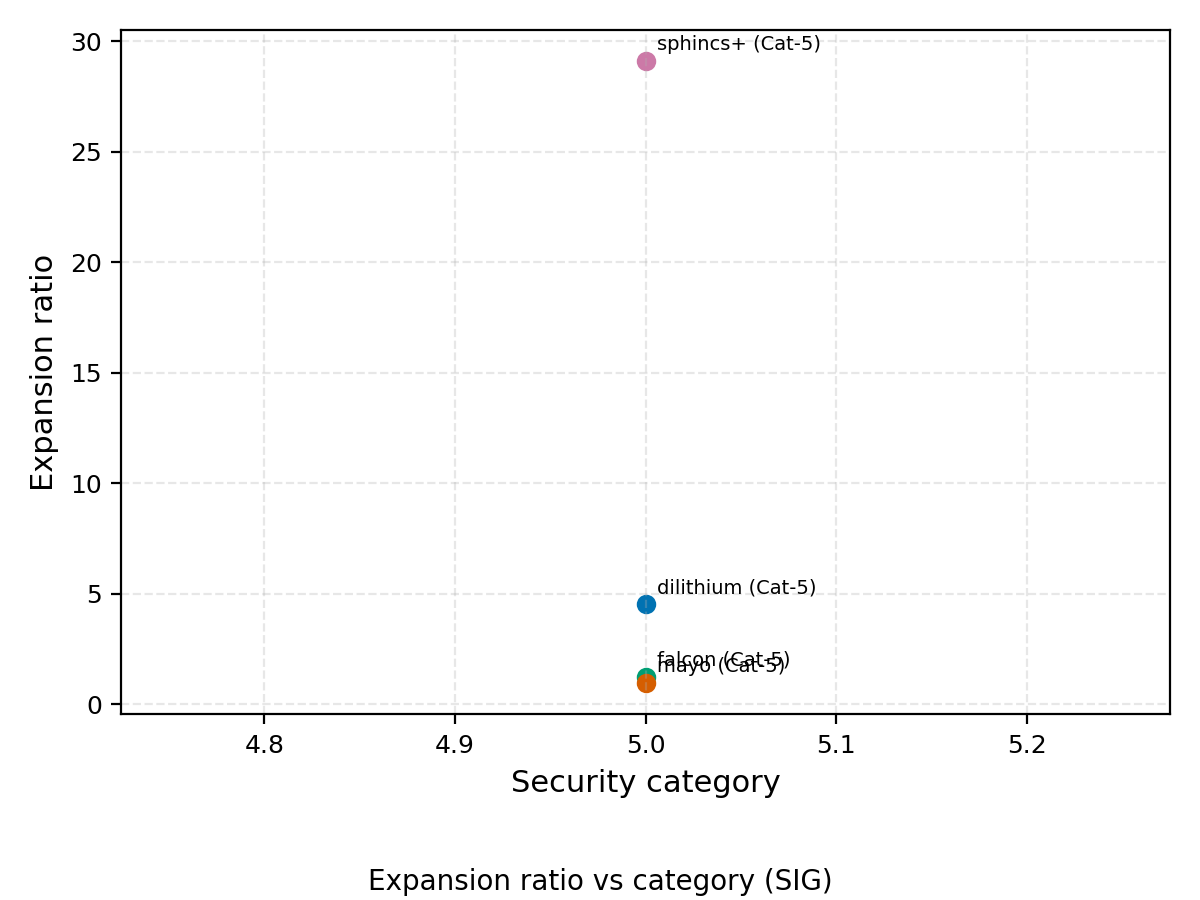 30
25
20
15
10
5
0
Expansion ratio
sphincs+ (Cat-5)
dilithium (Cat-5)
falcon (Cat-5)
mayo (Cat-5)
4.8 4.9 5.0 5.1 5.2
Security category
Expansion ratio vs category (SIG)